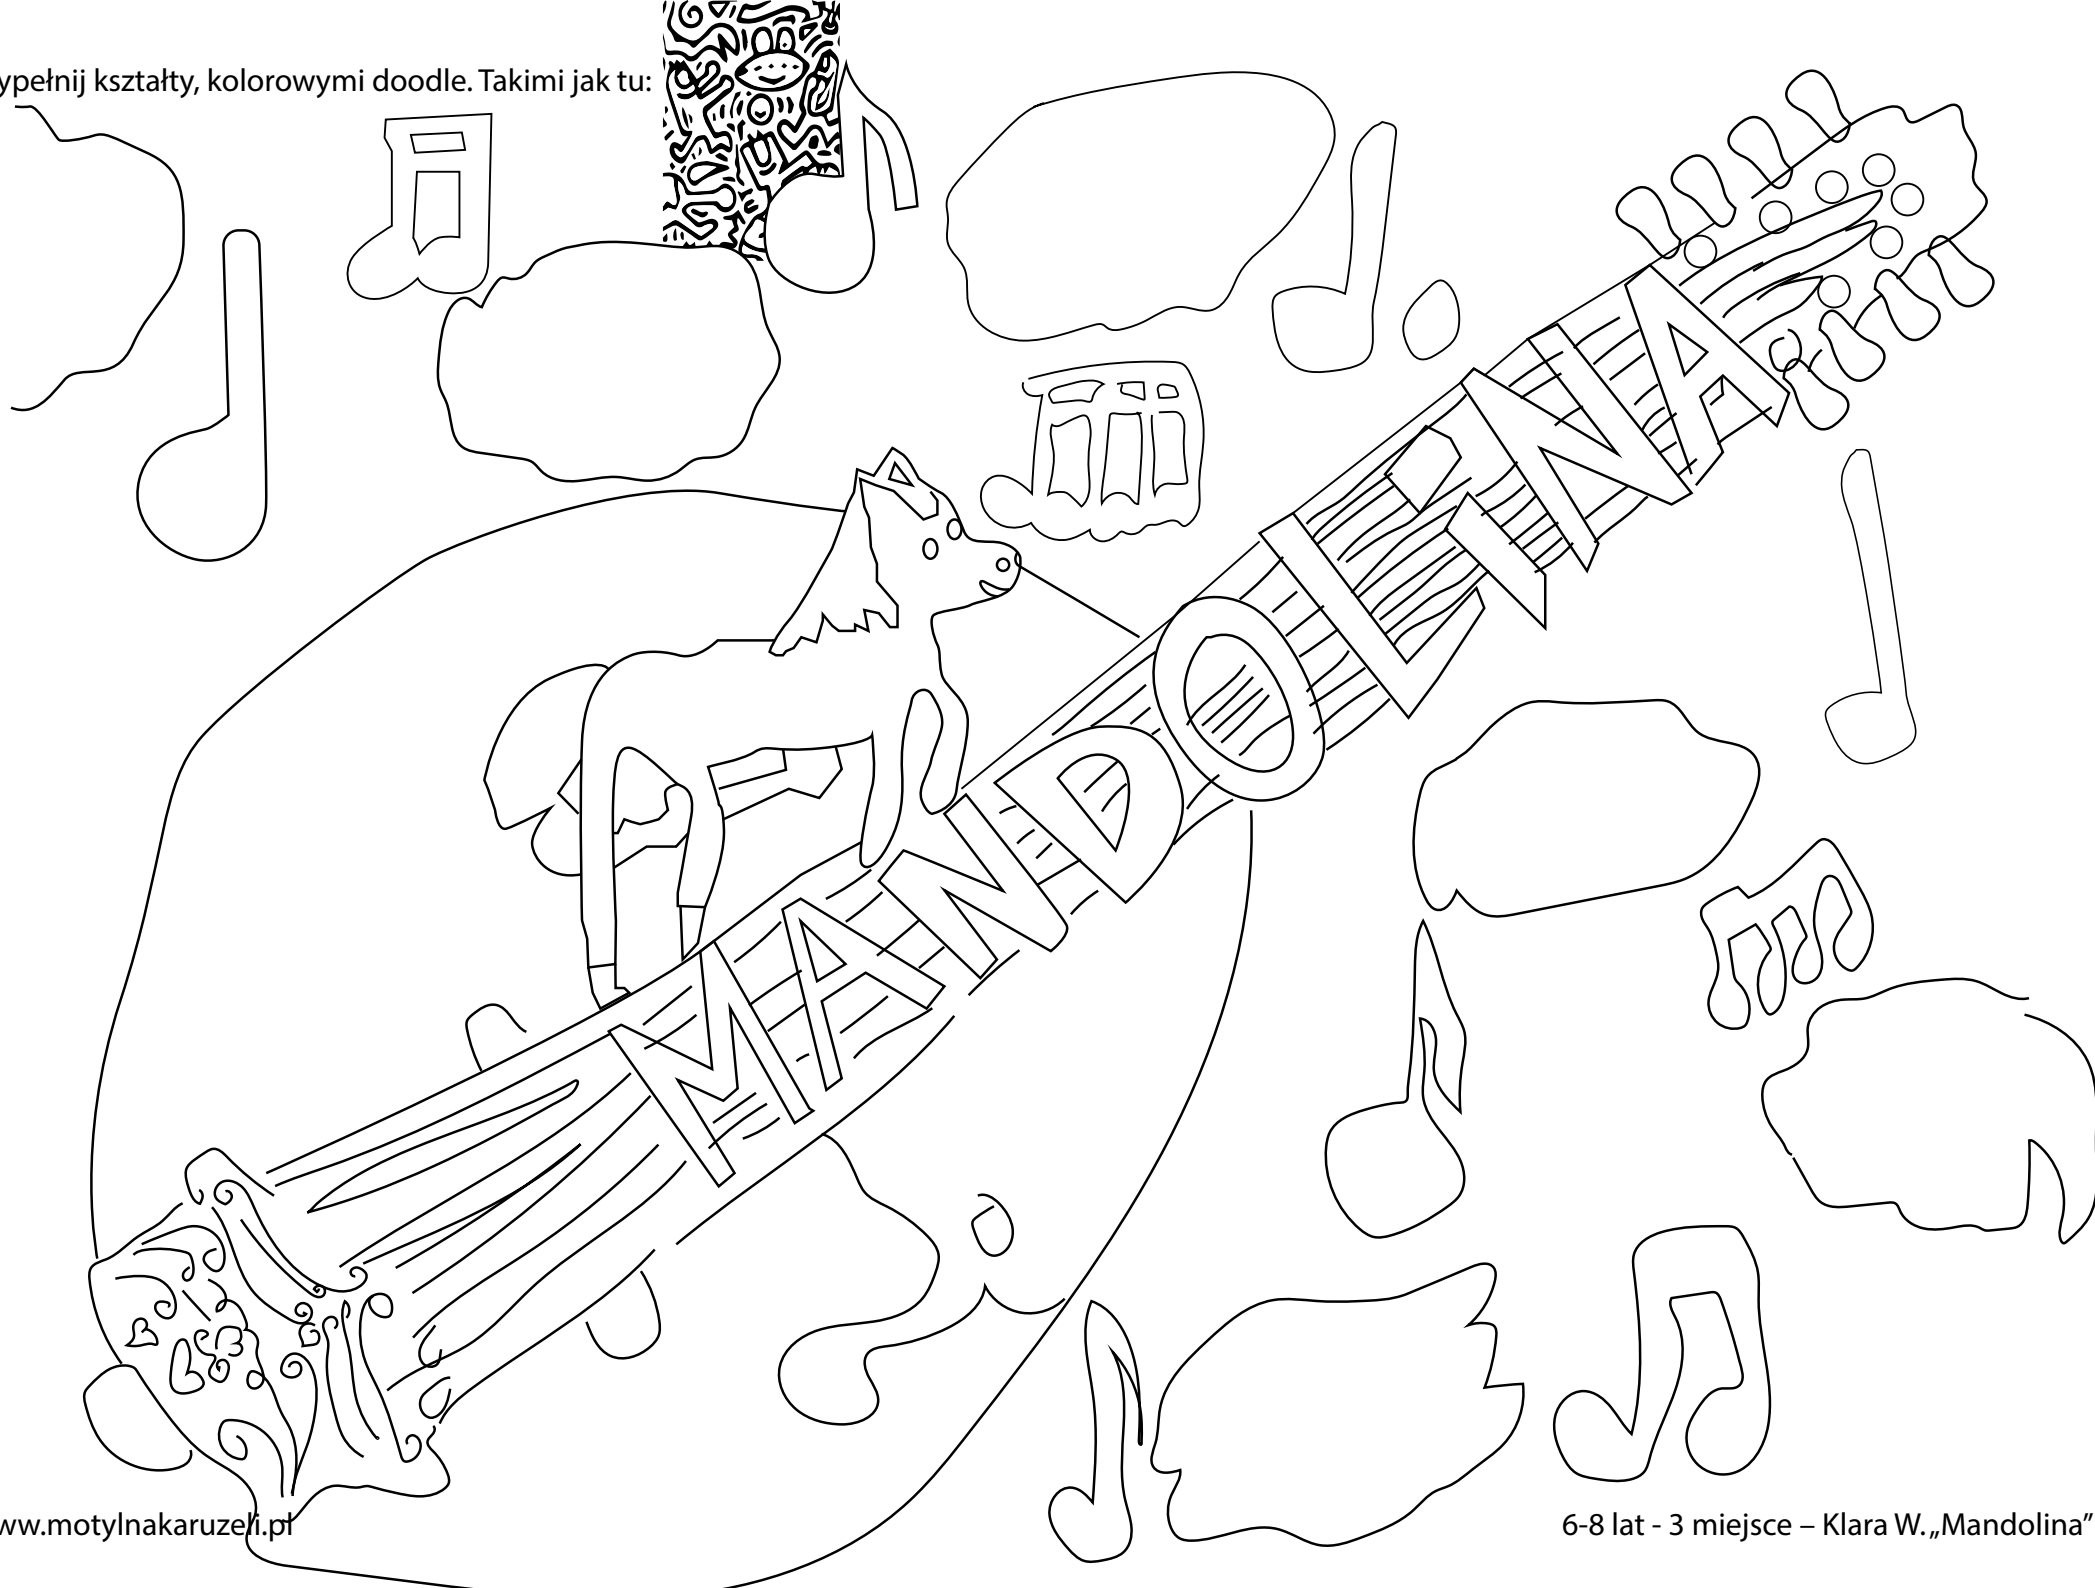 ypełnij kształty, kolorowymi doodle. Takimi jak tu:
MANDOLINA
ww.motylnakaruzeli.pl
6-8 lat - 3 miejsce – Klara W. „Mandolina”